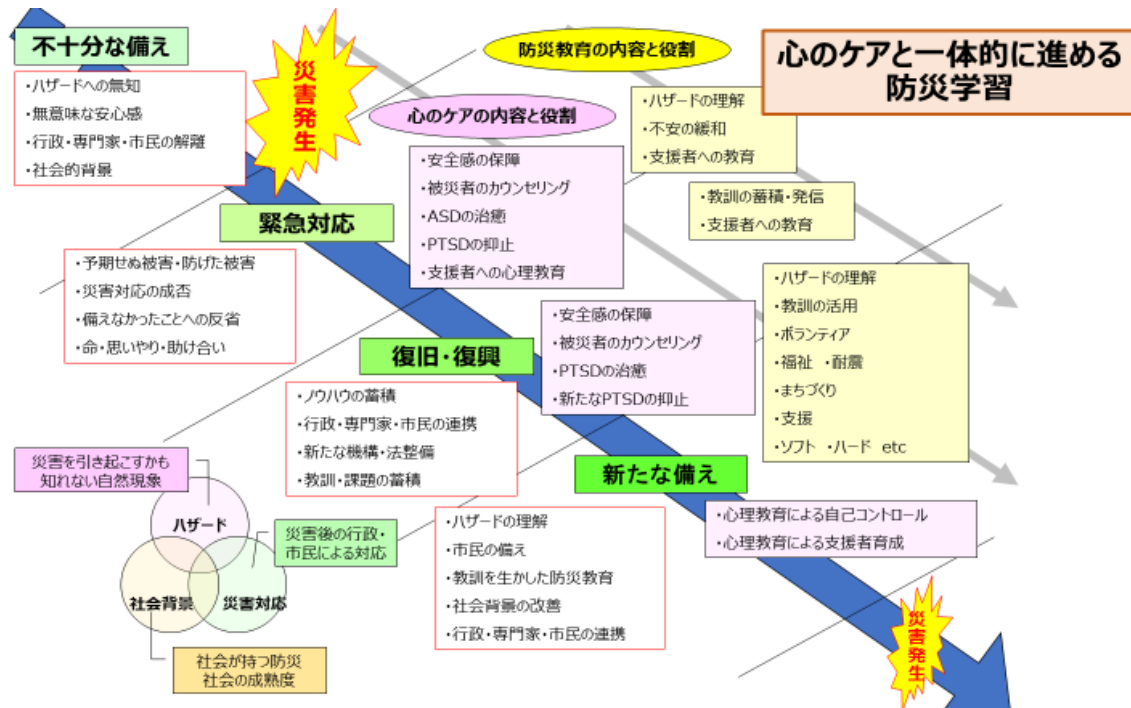 心のケアと一体的に進める
防災学習
不十分な備え
・ハザードへの無知
・無意味な安心感
・行政・専門家・市民の解離
・社会的背景
災害発生
防災教育の内容と役割
心のケアの内容と役割
・ハザードの理解
・不安の緩和
・支援者への教育
・安全感の保障
・被災者のカウンセリング
・ASDの治癒
・PTSDの抑止
・支援者への心理教育
・教訓の蓄積・発信
・支援者への教育
緊急対応
・予期せぬ被害・防げた被害
・災害対応の成否
・備えなかったことへの反省
・命・思いやり・助け合い
・ハザードの理解
・教訓の活用
・ボランティア
・福祉 ・耐震
・まちづくり
・支援
・ソフト ・ハード etc
・安全感の保障
・被災者のカウンセリング
・PTSDの治癒
・新たなPTSDの抑止
復旧・復興
・ノウハウの蓄積
・行政・専門家・市民の連携
・新たな機構・法整備
・教訓・課題の蓄積
新たな備え
・ハザードの理解
・市民の備え
・教訓を生かした防災教育
・社会背景の改善
・行政・専門家・市民の連携
・心理教育による自己コントロール
・心理教育による支援者育成
災害を引き起こすかも
知れない自然現象
ハザード
災害後の行政・
市民による対応
社会背景
災害対応
社会が持つ防災
社会の成熟度
災害発生